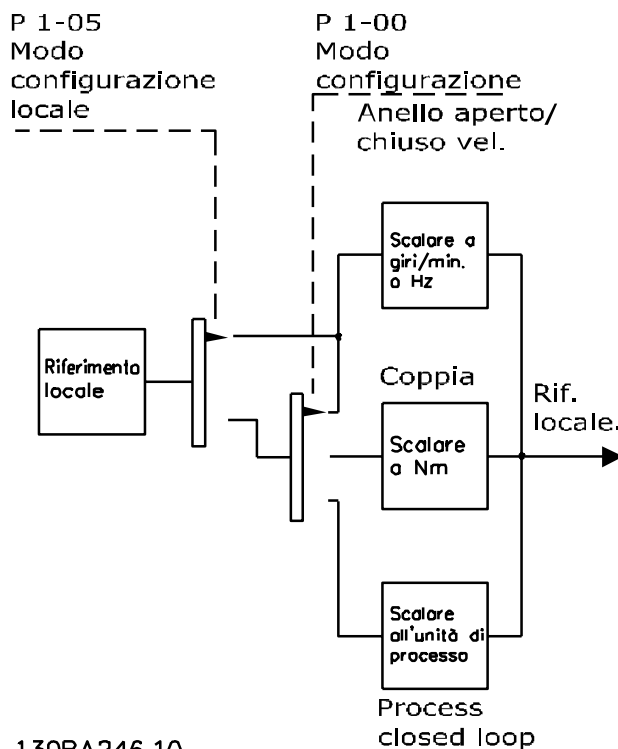 P 1-05
Modo
configurazione
locale
P 1-00
Modo
configurazione
Anello aperto/
chiuso vel.
Scalare a
giri/min.
o Hz
Riferimento
locale
Coppia
Scalare
a Nm
Rif.
locale.
Scalare
all'unità di
processo
Process
closed loop
130BA246.10